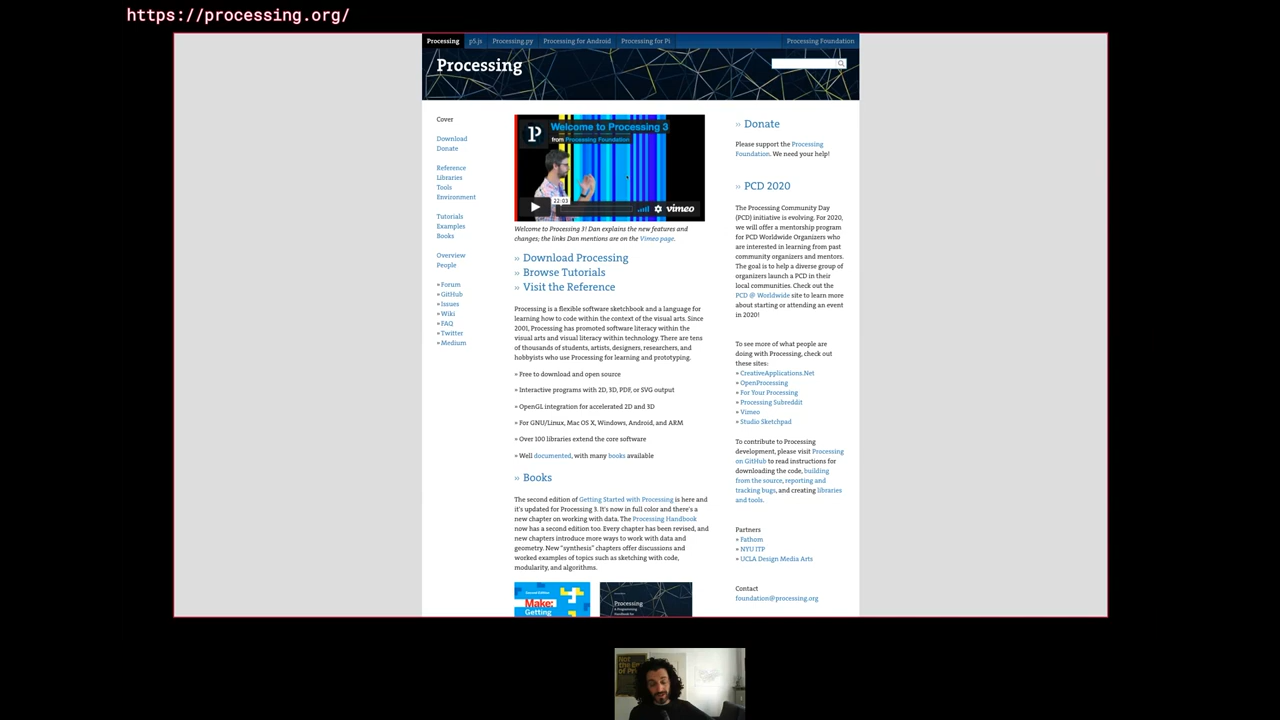 https://processing.org/
Processing
p5.js
Processing.py
Processing for Android
Processing for Pi
Processing Foundation
Processing
Cover
Download
Donate
Reference
Libraries
Tools
Environment
Tutorials
Examples
Books
Overview
People
» Forum
» GitHub
» Issues
» Wiki
» FAQ
» Twitter
» Medium
Welcome to Processing 3
from Processing Foundation
22:03
vimeo
Welcome to Processing 3! Dan explains the new features and
changes; the links Dan mentions are on the Vimeo page.
» Download Processing
» Browse Tutorials
» Visit the Reference
Processing is a flexible software sketchbook and a language for
learning how to code within the context of the visual arts. Since
2001, Processing has promoted software literacy within the
visual arts and visual literacy within technology. There are tens
of thousands of students, artists, designers, researchers, and
hobbyists who use Processing for learning and prototyping.
» Free to download and open source
» Interactive programs with 2D, 3D, PDF, or SVG output
» OpenGL integration for accelerated 2D and 3D
» For GNU/Linux, Mac OS X, Windows, Android, and ARM
» Over 100 libraries extend the core software
» Well documented, with many books available
» Books
The second edition of Getting Started with Processing is here and
it's updated for Processing 3. It's now in full color and there's a
new chapter on working with data. The Processing Handbook
now has a second edition too. Every chapter has been revised, and
new chapters introduce more ways to work with data and
geometry. New "synthesis" chapters offer discussions and
worked examples of topics such as sketching with code,
modularity, and algorithms.
Second Edition
Make:
Getting
Processing
» Donate
Please support the Processing
Foundation. We need your help!
» PCD 2020
The Processing Community Day
(PCD) initiative is evolving. For 2020,
we will offer a mentorship program
for PCD Worldwide Organizers who
are interested in learning from past
community organizers and mentors.
The goal is to help a diverse group of
organizers launch a PCD in their
local communities. Check out the
PCD @ Worldwide site to learn more
about starting or attending an event
in 2020!
To see more of what people are
doing with Processing, check out
these sites:
» CreativeApplications.Net
» OpenProcessing
» For Your Processing
» Processing Subreddit
» Vimeo
» Studio Sketchpad
To contribute to Processing
development, please visit Processing
on GitHub to read instructions for
downloading the code, building
from the source, reporting and
tracking bugs, and creating libraries
and tools.
Partners
» Fathom
» NYU ITP
» UCLA Design Media Arts
Contact
foundation@processing.org